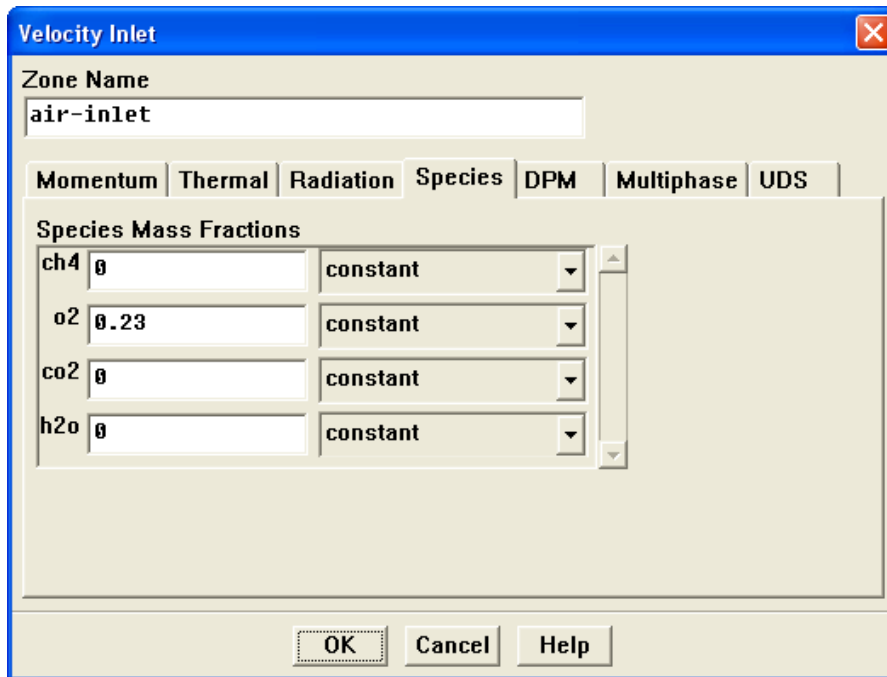 Velocity Inlet
Zone Name
air-inlet
Momentum Thermal Radiation Species DPM Multiphase UDS
Species Mass Fractions
ch4 0 constant
o2 0.23 constant
co2 0 constant
h2o 0 constant
OK Cancel Help